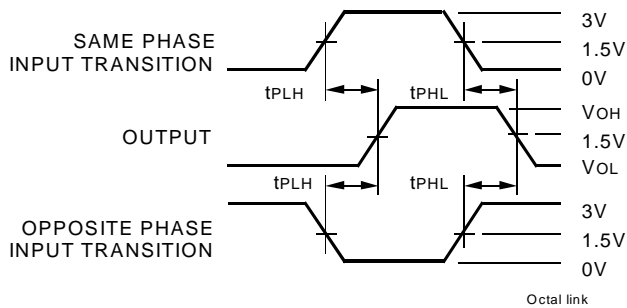 SAME PHASE
INPUT TRANSITION
3V
1.5V
0V
tPLH
tPHL
OUTPUT
VOH
1.5V
VOL
tPLH
tPHL
OPPOSITE PHASE
INPUT TRANSITION
3V
1.5V
0V
Octal link